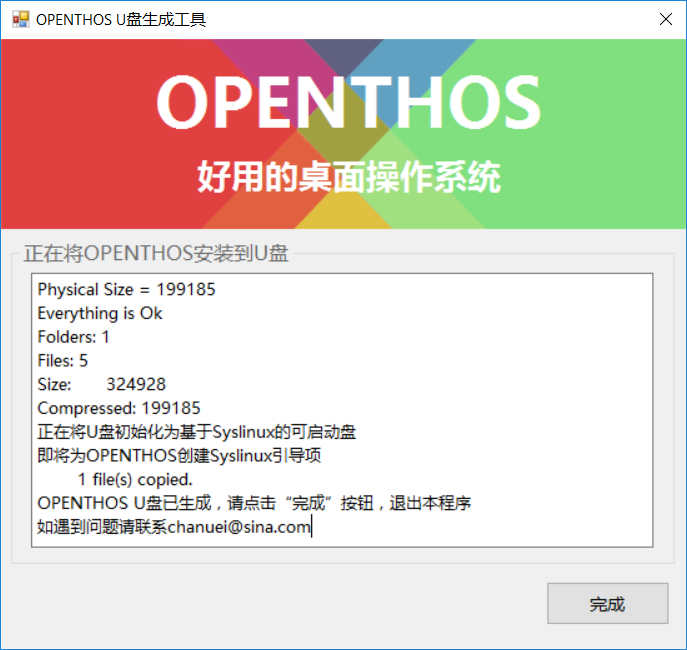 OPENTHOS U盘生成工具
OPENTHOS
好用的桌面操作系统
正在将OPENTHOS安装到U盘
Physical Size = 199185
Everything is Ok
Folders: 1
Files: 5
Size:       324928
Compressed: 199185
正在将U盘初始化为基于Syslinux的可启动盘
即将为OPENTHOS创建Syslinux引导项
        1 file(s) copied.
OPENTHOS U盘已生成，请点击“完成”按钮，退出本程序
如遇到问题请联系chanuei@sina.com
完成